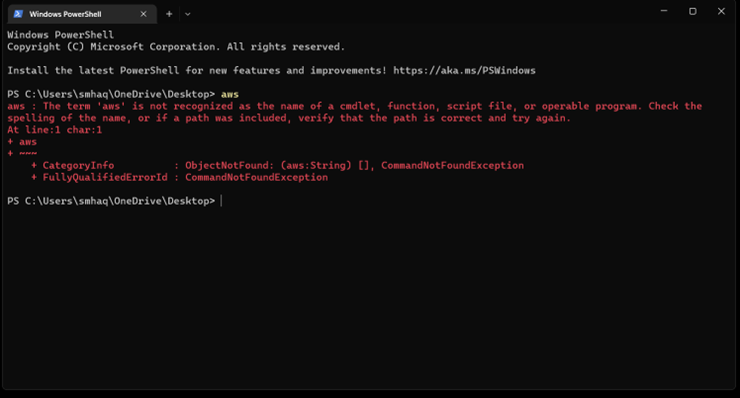 Windows PowerShell
Windows PowerShell
Copyright (C) Microsoft Corporation. All rights reserved.
Install the latest PowerShell for new features and improvements! https://aka.ms/PSWindows
PS C:\Users\smhaq\OneDrive\Desktop> aws
aws : The term 'aws' is not recognized as the name of a cmdlet, function, script file, or operable program. Check the
spelling of the name, or if a path was included, verify that the path is correct and try again.
At line:1 char:1
+ aws
+ ~~~
    + CategoryInfo          : ObjectNotFound: (aws:String) [], CommandNotFoundException
    + FullyQualifiedErrorId : CommandNotFoundException
PS C:\Users\smhaq\OneDrive\Desktop>